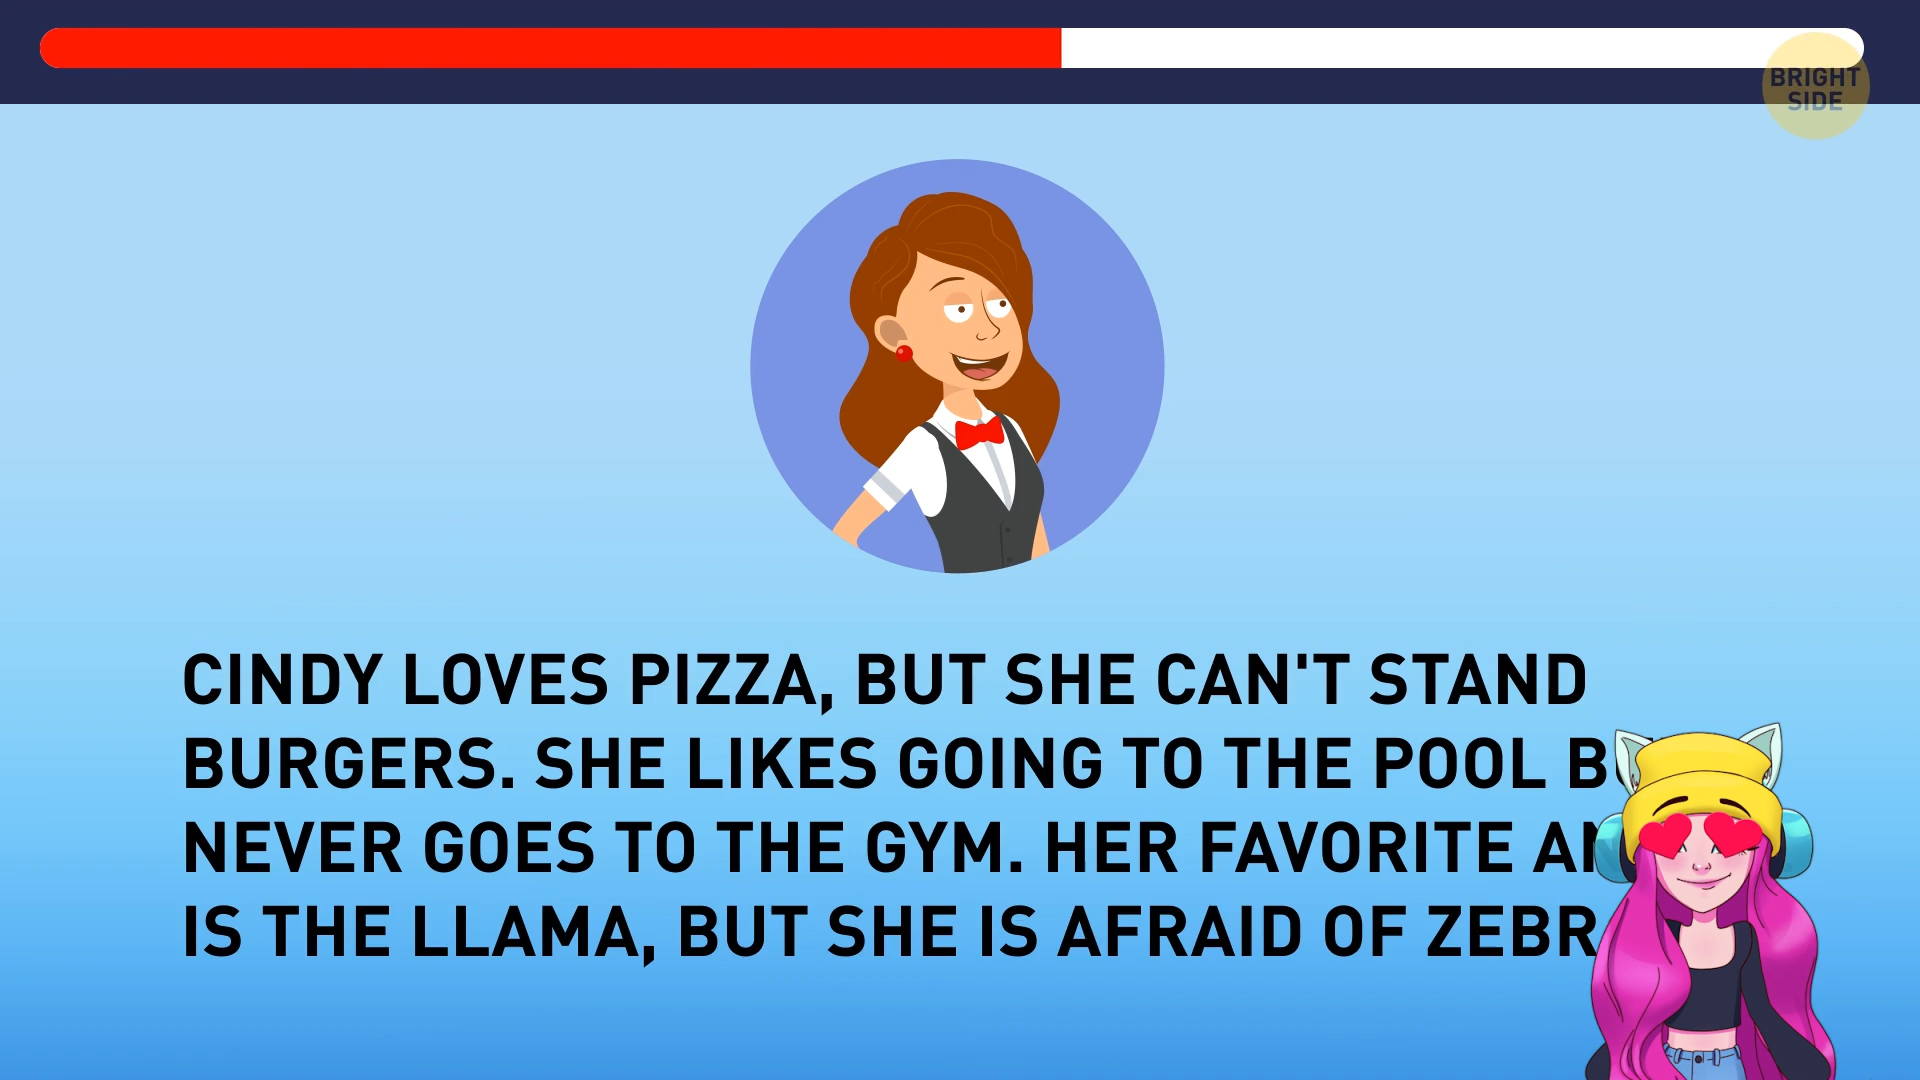 BRIGHT
SIDE
CINDY LOVES PIZZA, BUT SHE CAN'T STAND
BURGERS. SHE LIKES GOING TO THE POOL
NEVER GOES TO THE GYM. HER FAVORITE
IS THE LLAMA, BUT SHE IS AFRAID OF